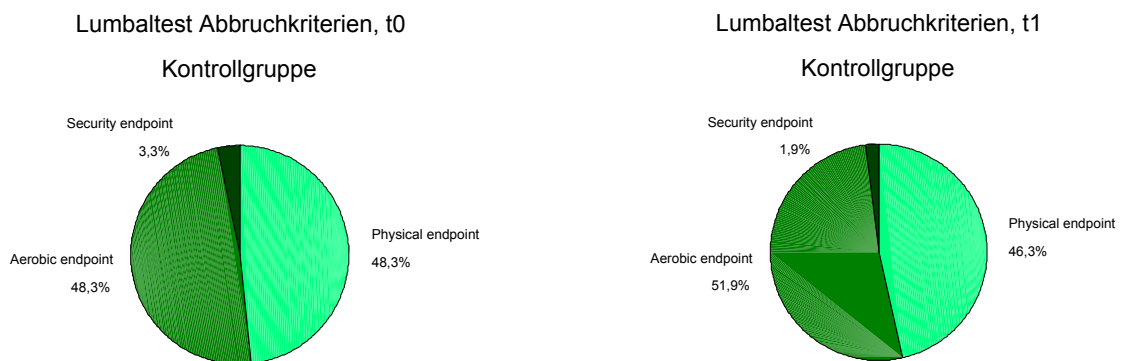 Lumbaltest Abbruchkriterien, t0
Kontrollgruppe
Security endpoint
3,3%
Physical endpoint
48,3%
Aerobic endpoint
48,3%
Lumbaltest Abbruchkriterien, t1
Kontrollgruppe
Security endpoint
1,9%
Physical endpoint
46,3%
Aerobic endpoint
51,9%